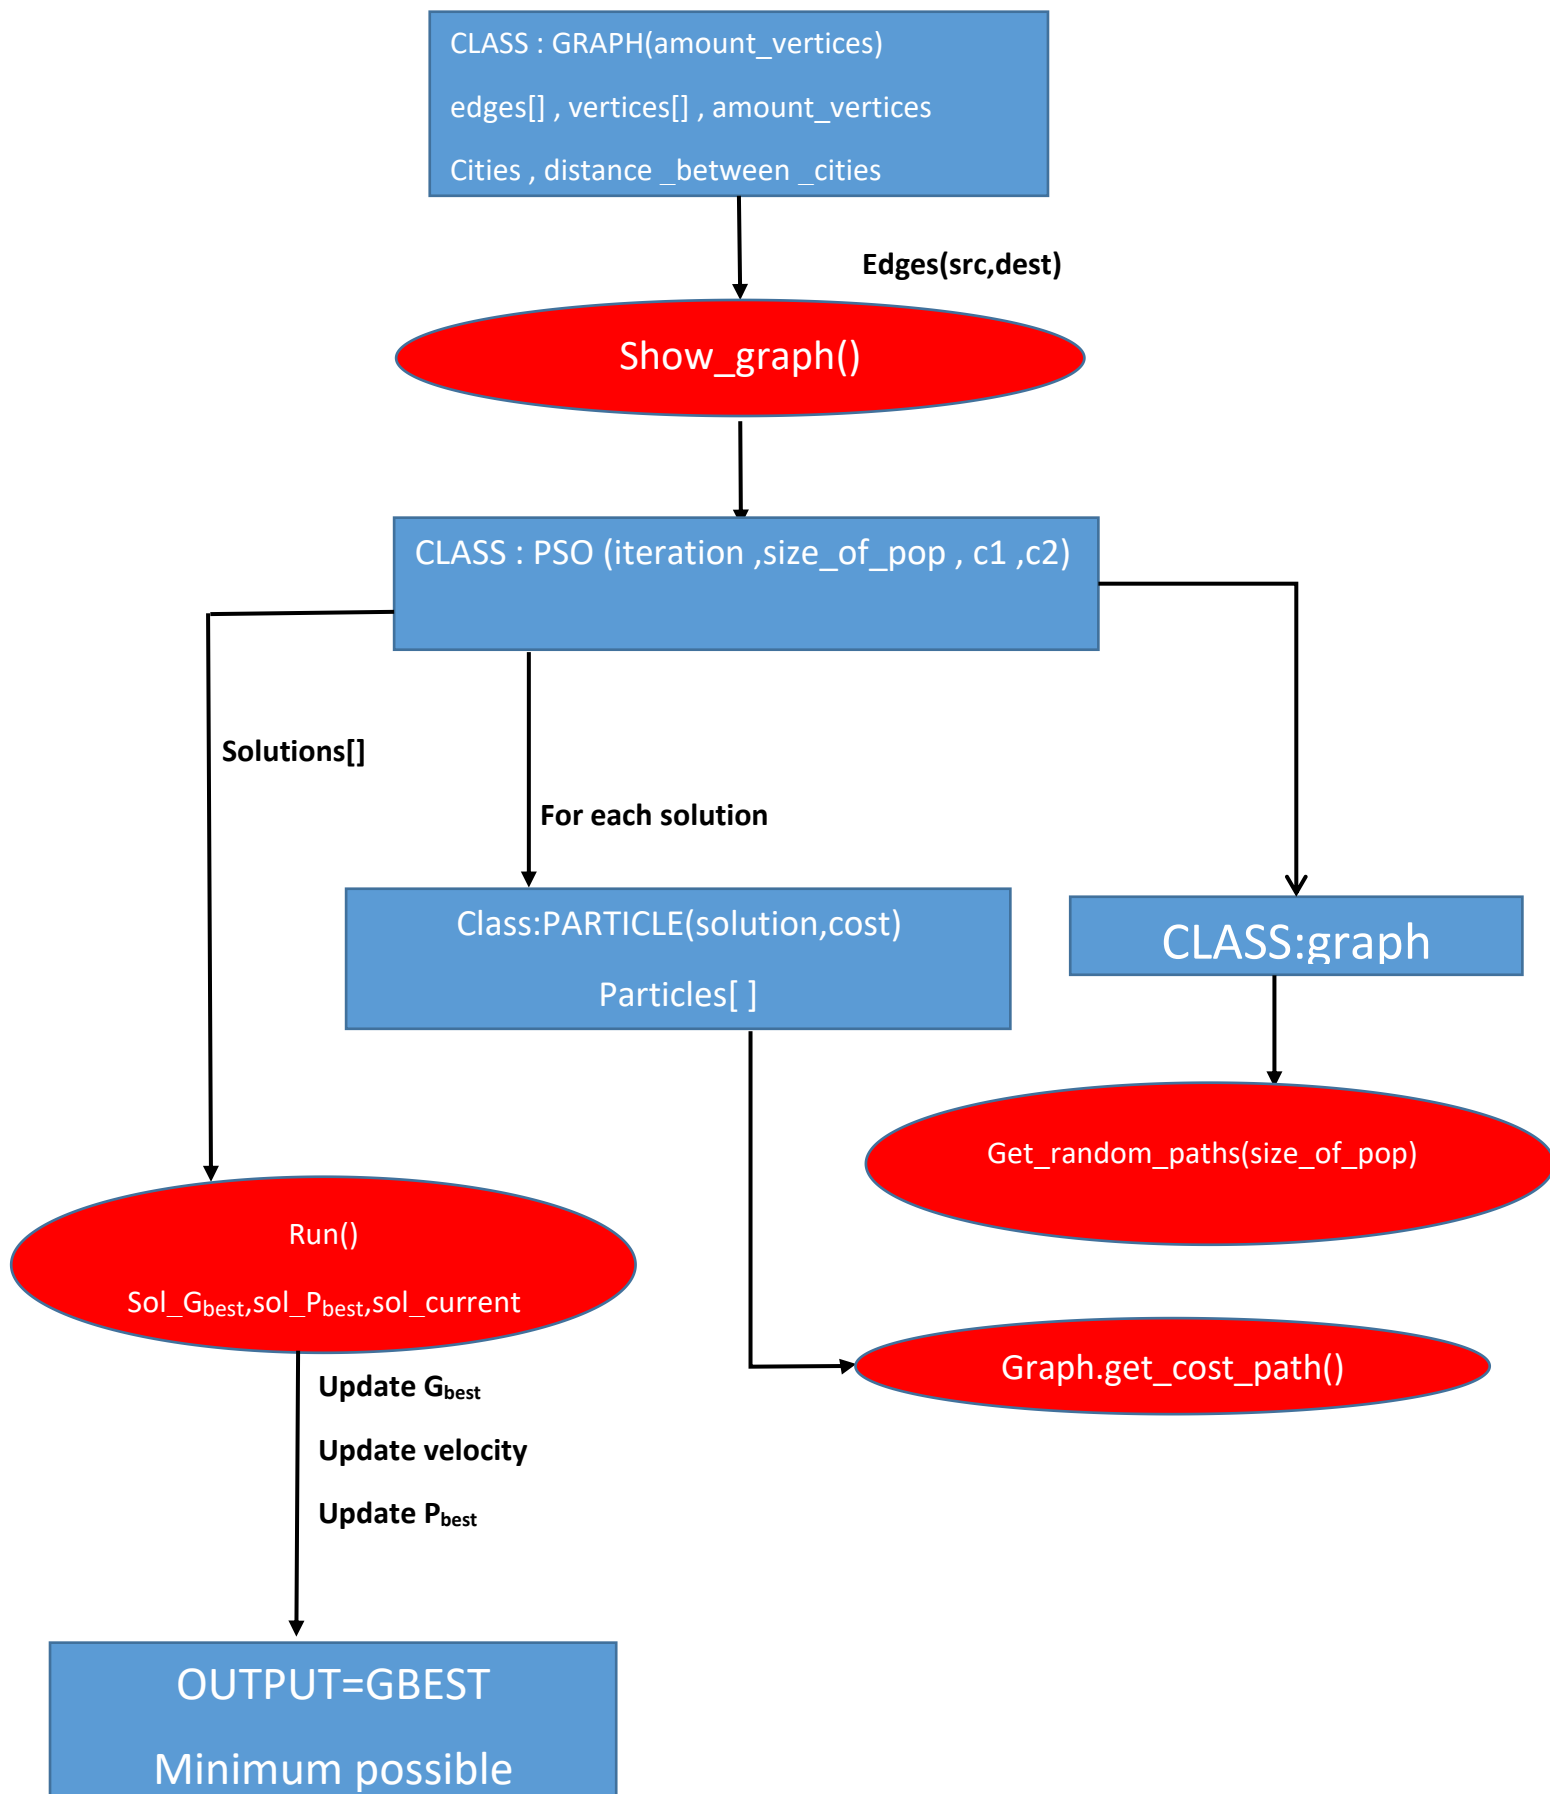 CLASS : GRAPH(amount_vertices)
edges[] , vertices[] , amount_vertices
Cities , distance _between _cities
Edges(src,dest)
Show_graph()
CLASS : PSO (iteration ,size_of_pop , c1 ,c2)
Solutions[]
For each solution
Class:PARTICLE(solution,cost)
Particles[ ]
CLASS:graph
Get_random_paths(size_of_pop)
Run()
Sol_Gbest,sol_Pbest,sol_current
Graph.get_cost_path()
Update Gbest
Update velocity
Update Pbest
OUTPUT=GBEST
Minimum possible